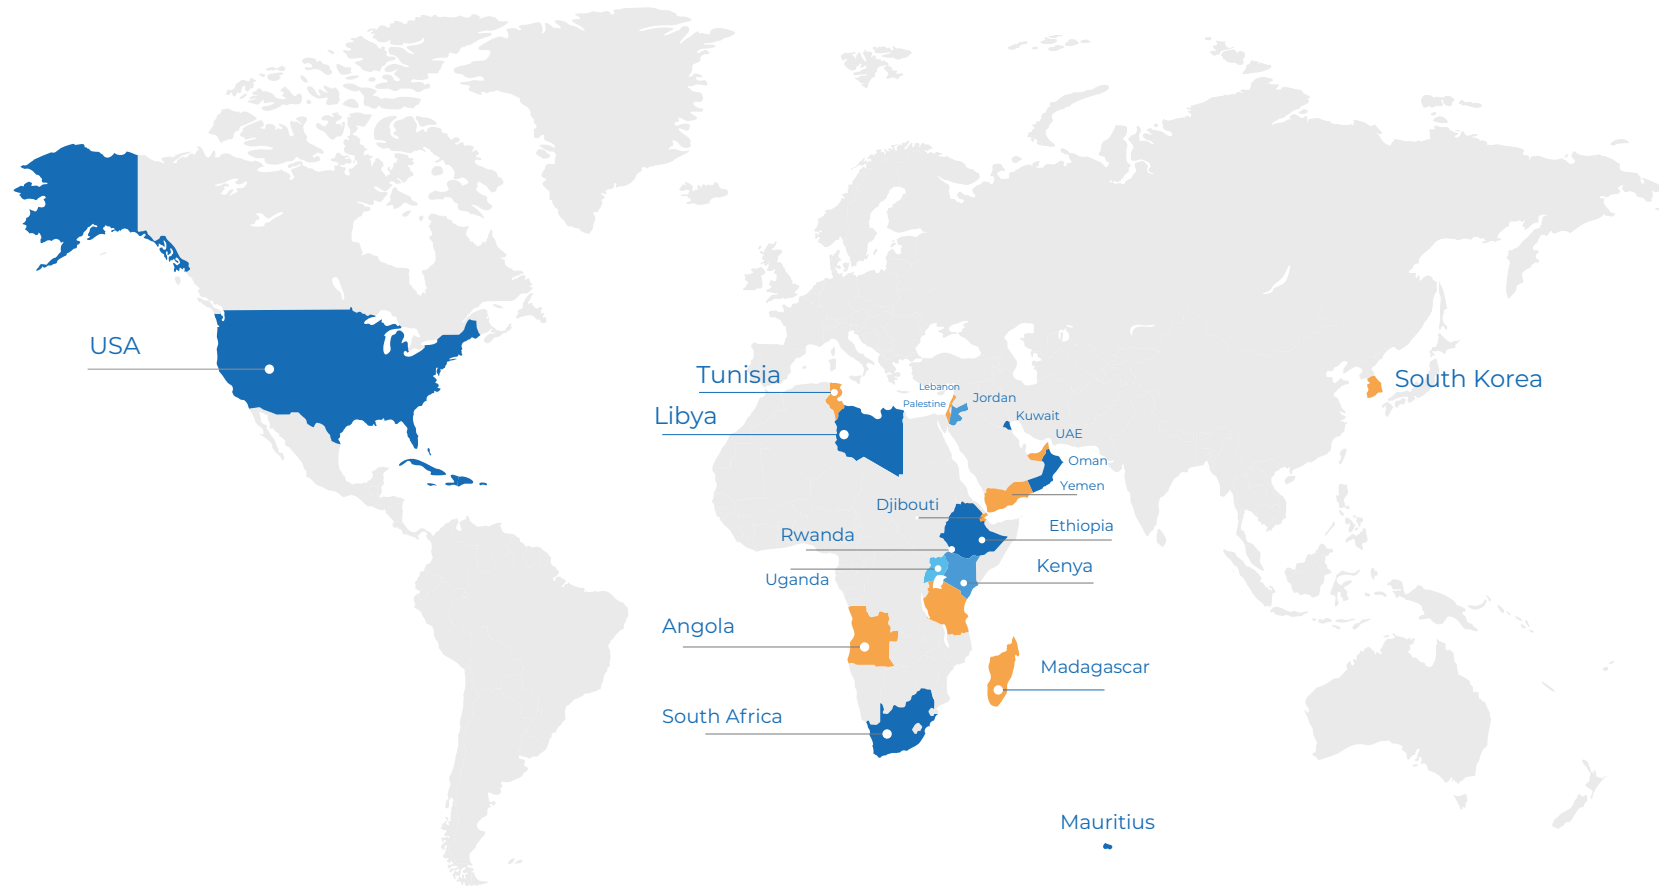 USA
Tunisia
Lebanon
South Korea
Jordan
Palestine
Libya
Kuwait
UAE
Oman
Yemen
Djibouti
Ethiopia
Rwanda
Kenya
Uganda
Angola
Madagascar
South Africa
Mauritius